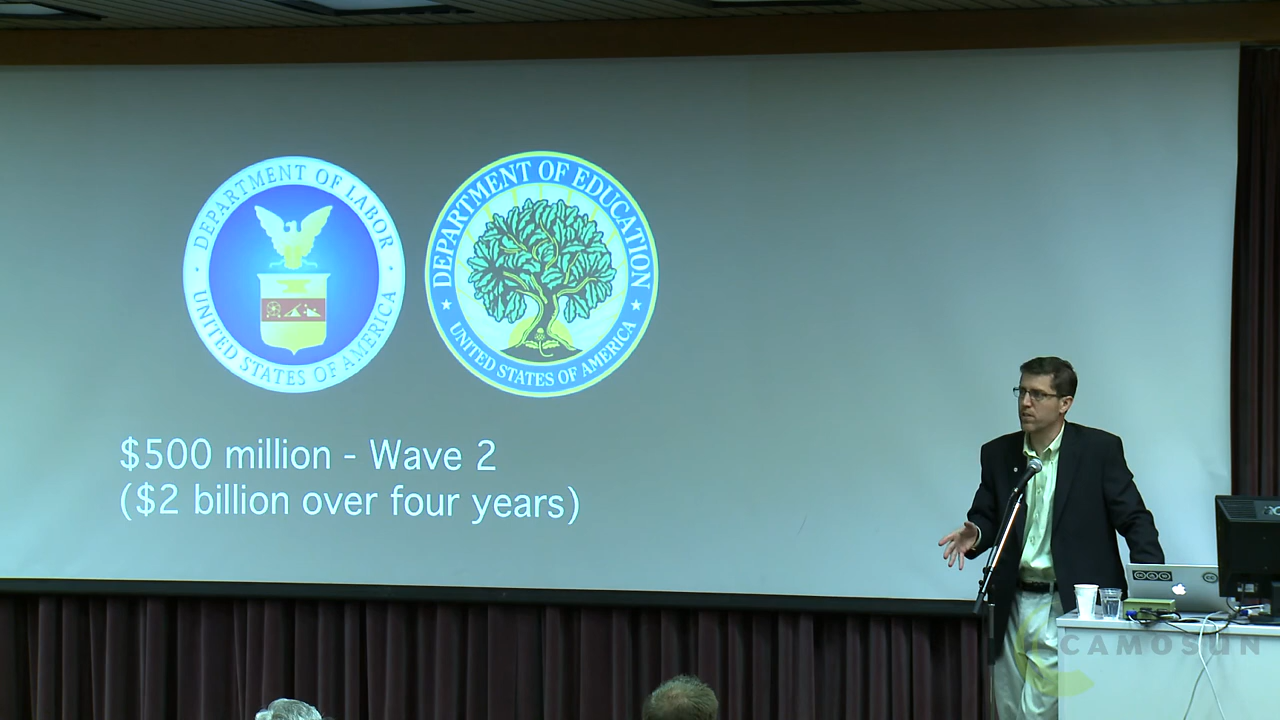 DEPARTMENT OF LABOR
UNITED STATES OF AMERICA
DEPARTMENT OF EDUCATION
UNITED STATES OF AMERICA
$500 million - Wave 2
($2 billion over four years)
CAMOSUN